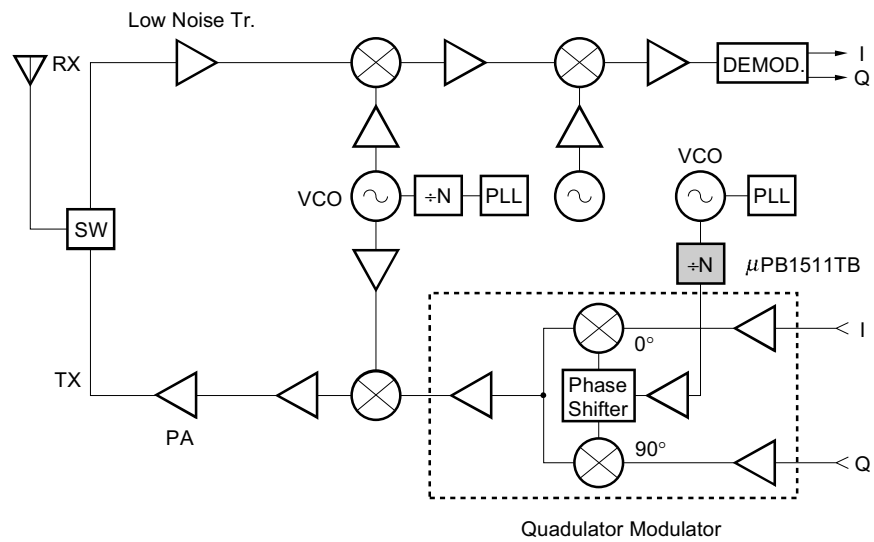 Low Noise Tr.
RX
DEMOD.
I
Q
VCO
÷N
PLL
VCO
PLL
SW
÷N
µPB1511TB
0°
I
TX
Phase
Shifter
PA
90°
Q
Quadulator Modulator